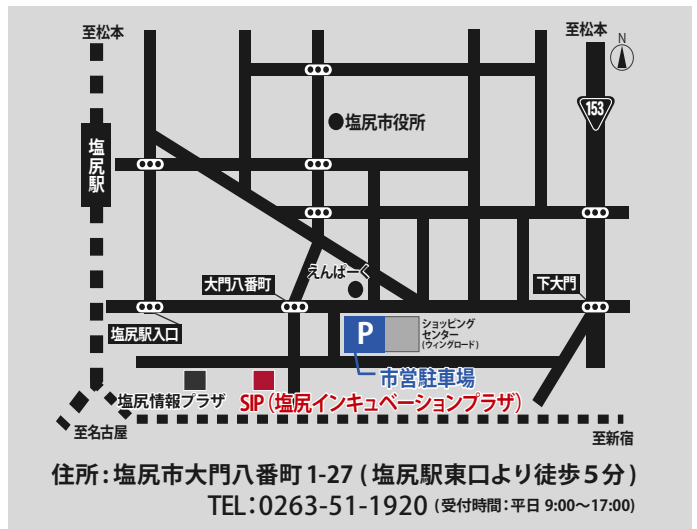 至松本
至松本
N
153
塩尻市役所
塩尻駅
えんぱーく
大門八番町
下大門
塩尻駅入口
P
ショッピング
センター
(ウィングロード)
市営駐車場
塩尻情報プラザ
SIP(塩尻インキュベーションプラザ)
至名古屋
至新宿
住所:塩尻市大門八番町1-27(塩尻駅東口より徒歩5分)
TEL:0263-51-1920(受付時間:平日 9:00〜17:00)